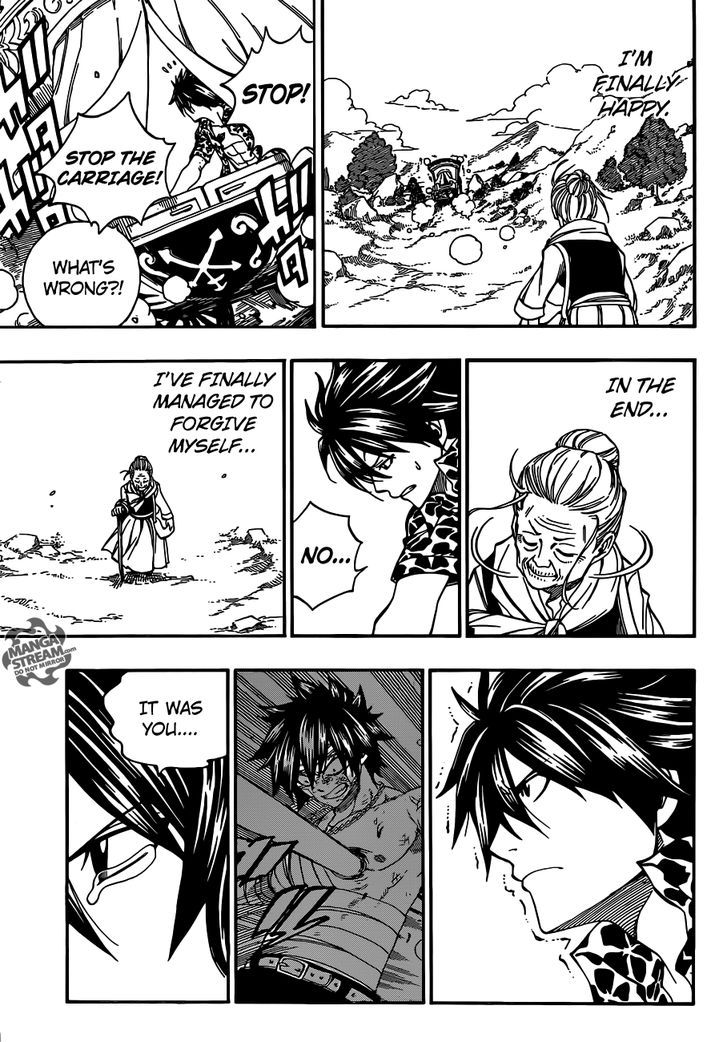 I'M
FINALLY
HAPPY.
STOP!
STOP THE
CARRIAGE!
WHAT'S
WRONG?!
IN THE
END...
NO...
I'VE FINALLY
MANAGED TO
FORGIVE
MYSELF...
MANGA
STREAM.com
DO NOT MIRROR
IT WAS
YOU....